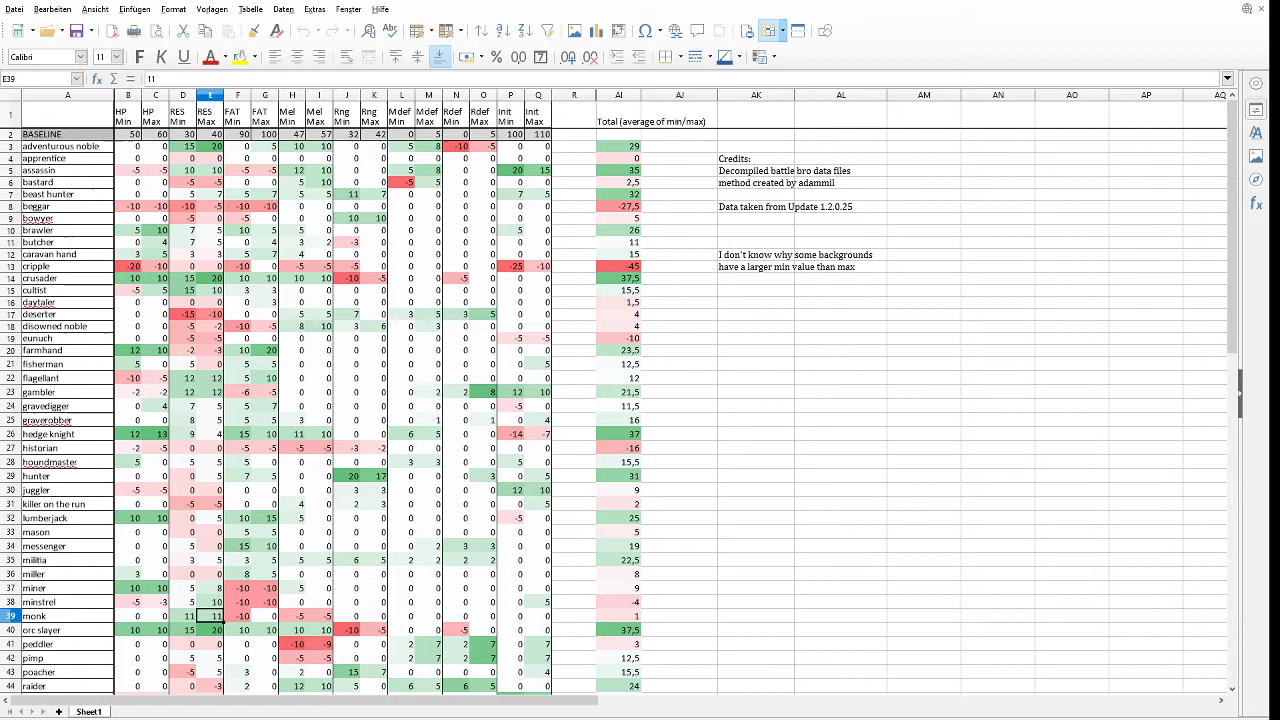 Datei Bearbeiten Ansicht Einfügen Format Vorlagen Tabelle Daten Extras Fenster Hilfe
Calibri 11
E39 11
A B C D E F G H I J K L M N O P Q R AI AJ AK AL AM AN AO AP AQ
1 HP Min HP Max RES Min RES Max FAT Min FAT Max Mel Min Mel Max Rng Min Rng Max Mdef Min Mdef Max Rdef Min Rdef Max Init Min Init Max Total (average of min/max)
2 BASELINE 50 60 30 40 90 100 47 57 32 42 0 5 0 5 100 110
3 adventurous noble 0 0 15 20 0 5 10 10 0 0 5 8 -10 -5 0 0 29
4 apprentice 0 0 0 0 0 0 0 0 0 0 0 0 0 0 0 0 0 Credits:
5 assassin -5 -5 10 10 -5 -5 12 10 0 0 5 8 0 0 20 15 35 Decompiled battle bro data files
6 bastard 0 0 -5 -5 0 0 5 10 0 0 -5 5 0 0 0 0 2,5 method created by adammil
7 beast hunter 0 0 7 5 5 5 5 5 11 7 0 0 0 0 7 5 32
8 beggar -10 -10 -10 -5 -10 -10 0 0 0 0 0 0 0 0 0 0 -27,5 Data taken from Update 1.2.0.25
9 bowyer 0 0 -5 0 -5 0 0 0 10 10 0 0 0 0 0 0 5
10 brawler 5 10 7 5 10 5 5 5 0 0 0 0 0 0 5 0 26
11 butcher 0 4 7 5 0 0 3 2 -3 0 0 0 0 0 0 0 11
12 caravan hand 3 5 3 3 5 7 4 0 0 0 0 0 0 0 0 0 15 I don't know why some backgrounds
13 cripple -20 -10 0 0 -10 0 -5 -5 -5 0 0 0 0 0 -25 -10 -45 have a larger min value than max
14 crusader 10 10 15 20 10 10 10 10 -10 -5 0 0 -5 0 0 0 37,5
15 cultist -5 5 15 10 0 0 0 0 0 0 0 0 0 0 0 0 15,5
16 daytaler 0 0 0 0 0 3 0 0 0 0 0 0 0 0 0 0 1,5
17 deserter 0 0 -15 -10 0 0 5 5 7 0 3 5 3 5 0 0 4
18 disowned noble 0 0 -5 -2 -10 -5 8 10 3 6 0 3 0 0 0 0 4
19 eunuch 0 0 -5 -5 0 0 0 0 0 0 0 0 0 0 -5 -5 -10
20 farmhand 12 10 -2 -3 10 20 0 0 0 0 0 0 0 0 0 0 23,5
21 fisherman 5 0 5 0 5 5 0 0 0 0 0 0 0 0 0 5 12,5
22 flagellant -10 -5 12 12 5 10 0 0 0 0 0 0 0 0 0 0 12
23 gambler -2 -2 12 12 -6 -5 0 0 0 0 0 2 2 8 12 10 21,5
24 gravedigger 0 4 7 5 5 7 0 0 0 0 0 0 0 0 -5 0 11,5
25 graverobber 0 0 8 5 5 5 3 0 0 0 0 1 0 1 0 4 16
26 hedge knight 12 13 9 4 15 10 11 10 0 0 6 5 0 0 -14 -7 37
27 historian -2 -5 0 0 -5 -5 -5 -5 -3 -2 0 0 0 0 0 0 -16
28 houndmaster 5 0 5 5 0 5 0 0 0 0 3 3 0 0 0 5 15,5
29 hunter 0 0 0 5 7 5 0 0 20 17 0 0 0 3 0 5 31
30 juggler -5 -5 0 0 0 0 0 0 3 3 0 0 0 0 12 10 9
31 killer on the run 0 0 -5 -5 0 0 4 0 2 3 0 0 0 0 0 5 2
32 lumberjack 10 10 0 5 10 15 0 0 0 0 0 0 0 0 -5 0 25
33 mason 0 0 0 0 5 5 0 0 0 0 0 0 0 0 0 0 5
34 messenger 0 0 5 0 15 10 0 0 0 0 0 2 3 3 0 0 19
35 militia 0 0 3 5 3 5 5 5 6 5 2 2 2 2 0 0 22,5
36 miller 3 0 0 0 8 5 0 0 0 0 0 0 0 0 0 0 8
37 miner 10 10 5 8 -10 -10 5 0 0 0 0 0 0 0 0 0 9
38 minstrel -5 -3 5 10 -10 -10 0 0 0 0 0 0 0 0 0 5 -4
39 monk 0 0 11 11 -10 0 -5 -5 0 0 0 0 0 0 0 0 1
40 orc slayer 10 10 15 20 10 10 10 10 -10 -5 0 0 -5 0 0 0 37,5
41 peddler 0 0 0 0 0 0 -10 -9 0 0 2 7 2 7 0 7 3
42 pimp 0 0 5 5 0 0 -5 -5 0 0 2 7 2 7 0 7 12,5
43 poacher 0 0 -5 5 3 0 2 0 15 7 0 0 0 0 0 4 15,5
44 raider 0 0 0 -3 2 0 12 10 0 0 6 5 6 5 0 0 24
Sheet1